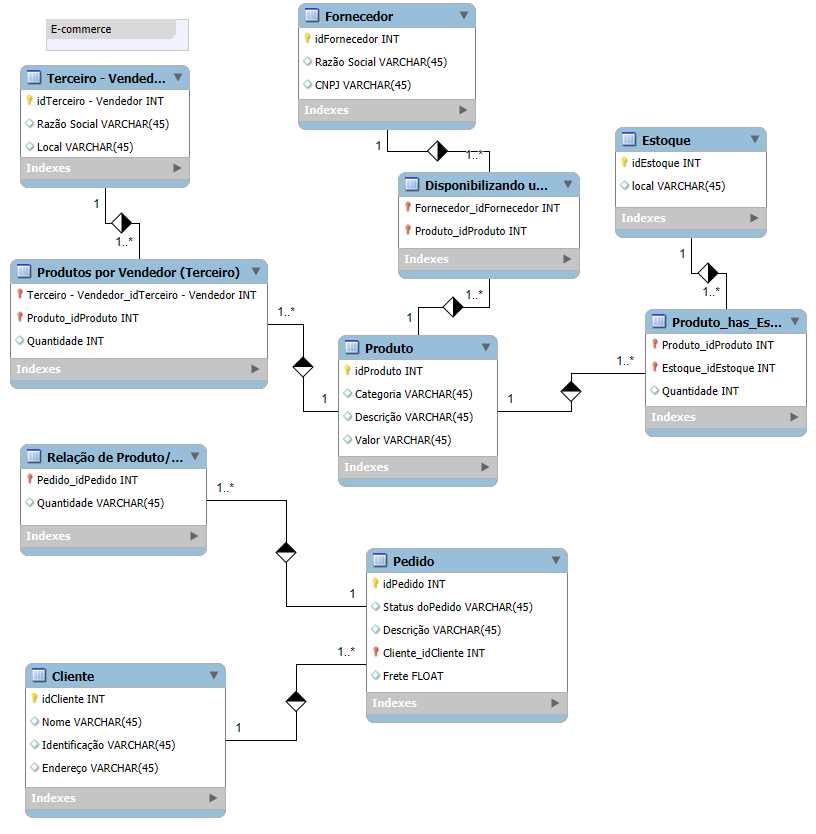 E-commerce
Fornecedor
idFornecedor INT
Razão Social VARCHAR(45)
CNPJ VARCHAR(45)
Indexes
Terceiro - Vended...
idTerceiro - Vendedor INT
Razão Social VARCHAR(45)
Local VARCHAR(45)
Indexes
1
1..*
1
1..*
Estoque
idEstoque INT
local VARCHAR(45)
Indexes
Disponibilizando u...
Fornecedor_idFornecedor INT
Produto_idProduto INT
Indexes
1
1..*
1
1..*
Produtos por Vendedor (Terceiro)
Terceiro - Vendedor_idTerceiro - Vendedor INT
Produto_idProduto INT
Quantidade INT
Indexes
1..*
1
Produto
idProduto INT
Categoria VARCHAR(45)
Descrição VARCHAR(45)
Valor VARCHAR(45)
Indexes
1
1..*
Produto_has_Es...
Produto_idProduto INT
Estoque_idEstoque INT
Quantidade INT
Indexes
Relação de Produto/...
Pedido_idPedido INT
Quantidade VARCHAR(45)
Indexes
1..*
1
Pedido
idPedido INT
Status doPedido VARCHAR(45)
Descrição VARCHAR(45)
Cliente_idCliente INT
Frete FLOAT
Indexes
1..*
1
Cliente
idCliente INT
Nome VARCHAR(45)
Identificação VARCHAR(45)
Endereço VARCHAR(45)
Indexes